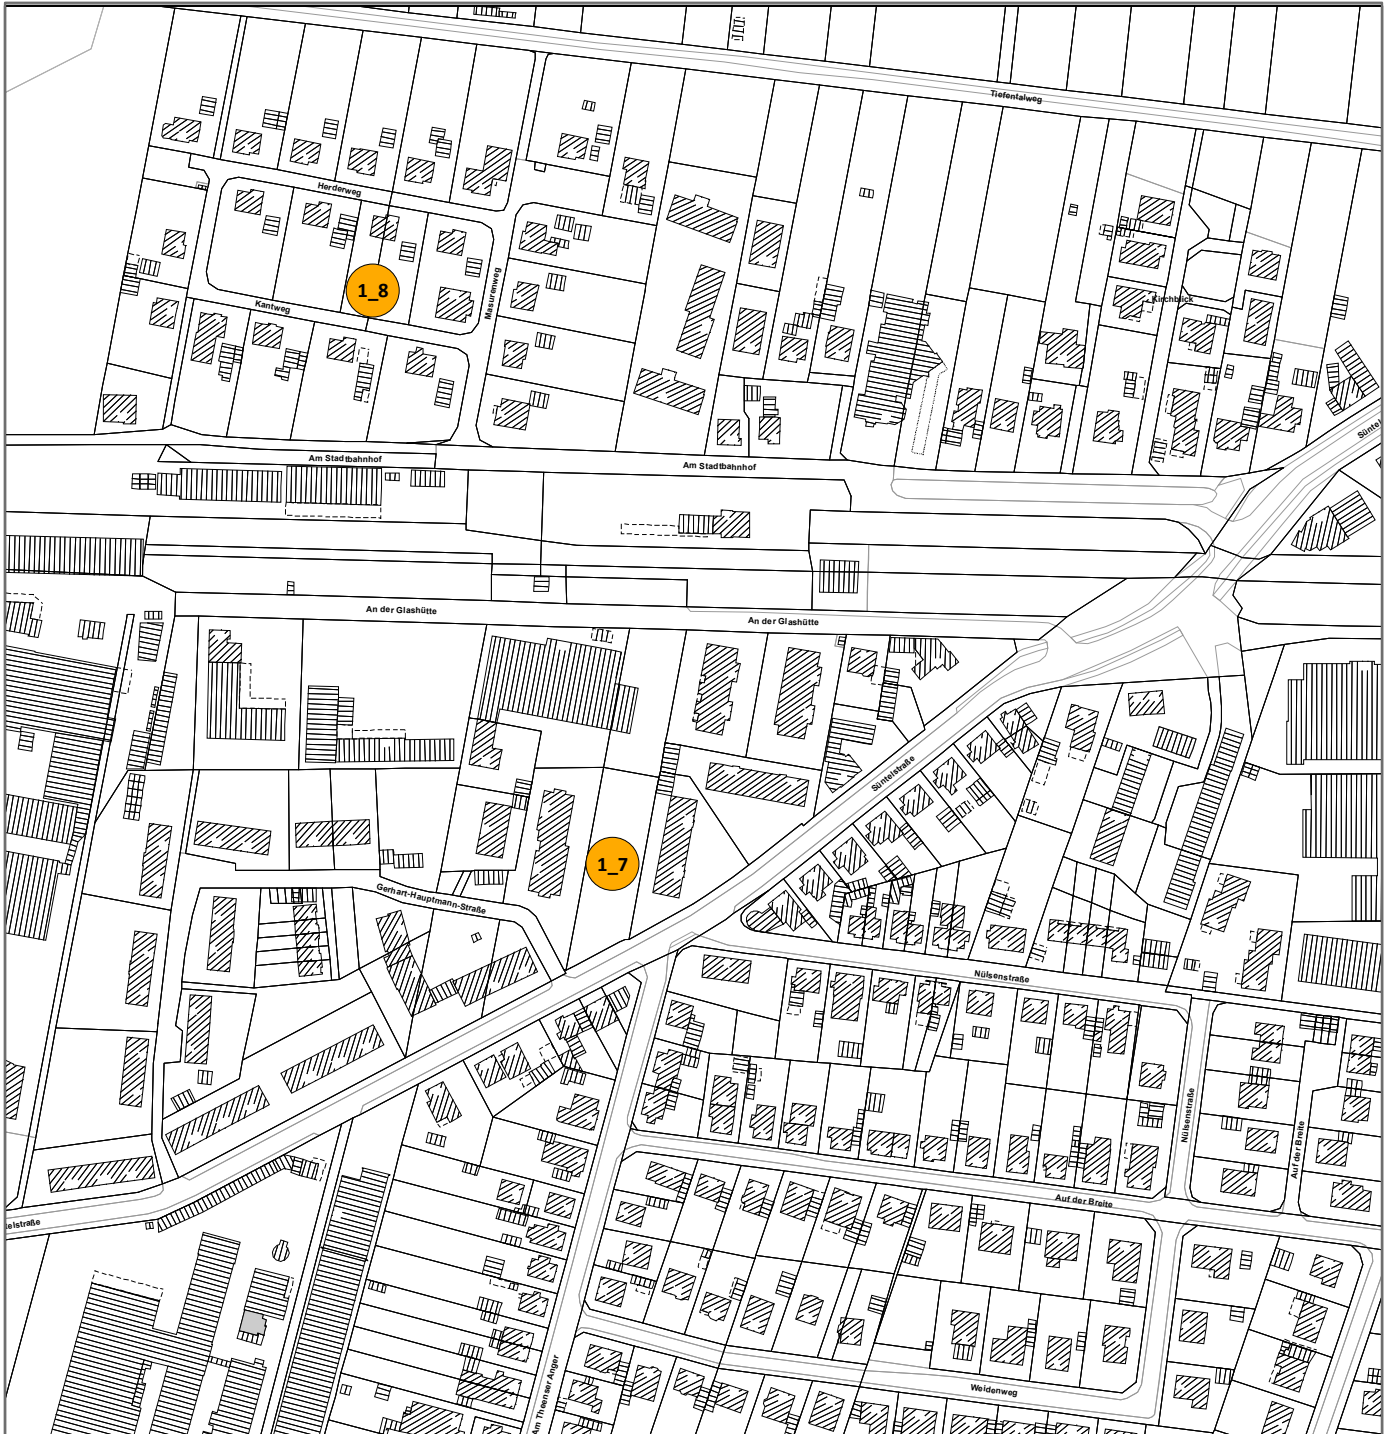 Tiefentalweg
Herderweg
Masurenweg
1_8
Kantweg
Kirchblick
Süntel
Am Stadtbahnhof
Am Stadtbahnhof
An der Glashütte
An der Glashütte
Süntelstraße
1_7
Gerhart-Hauptmann-Straße
Nülsenstraße
Nülsenstraße
Auf der Breite
Auf der Breite
telstraße
Am Theenser Anger
Weidenweg